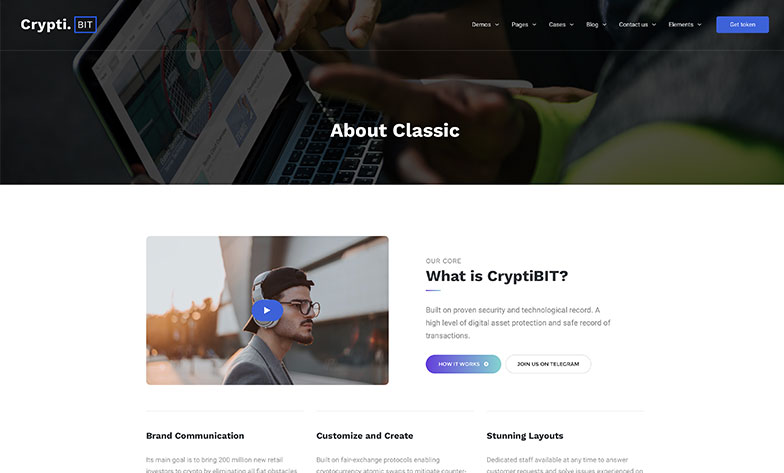 Crypti. BIT
Demos Pages Cases Blog Contact us Elements Get token
About Classic
OUR CORE
What is CryptiBIT?
Built on proven security and technological record. A
high level of digital asset protection and safe record of
transactions.
HOW IT WORKS JOIN US ON TELEGRAM
Brand Communication Customize and Create Stunning Layouts
Its main goal is to bring 200 million new retail Built on fair-exchange protocols enabling Dedicated staff available at any time to answer
investors to crypto by eliminating all fiat obstacles cryptocurrency atomic swaps to mitigate counter- customer requests and solve issues experienced on